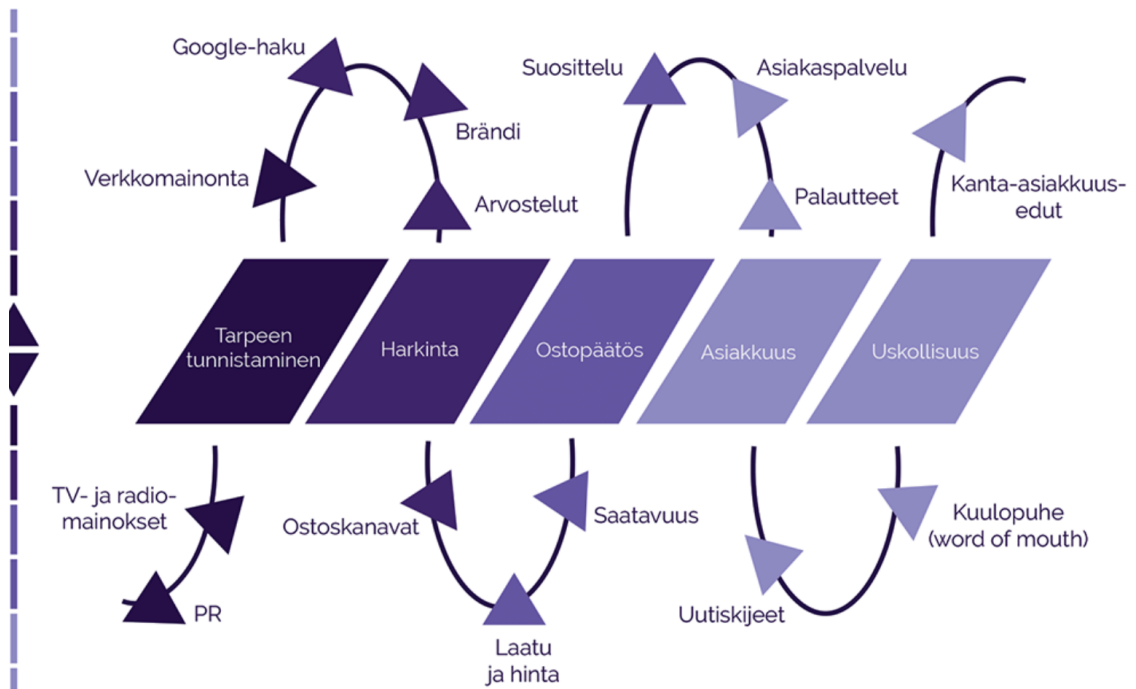 Google-haku
Verkkomainonta
Brändi
Arvostelut
Suosittelu
Asiakaspalvelu
Palautteet
Kanta-asiakkuus-
edut
Tarpeen
tunnistaminen
Harkinta
Ostopäätös
Asiakkuus
Uskollisuus
TV- ja radio-
mainokset
PR
Ostoskanavat
Laatu
ja hinta
Saatavuus
Uutiskijeet
Kuulopuhe
(word of mouth)